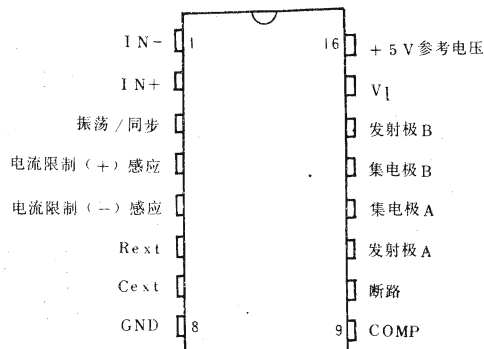 IN- 1 16 +5V参考电压
IN+ V1
振荡/同步 发射极B
电流限制(+)感应 集电极B
电流限制(-)感应 集电极A
Rext 发射极A
Cext 断路
GND 8 9 COMP